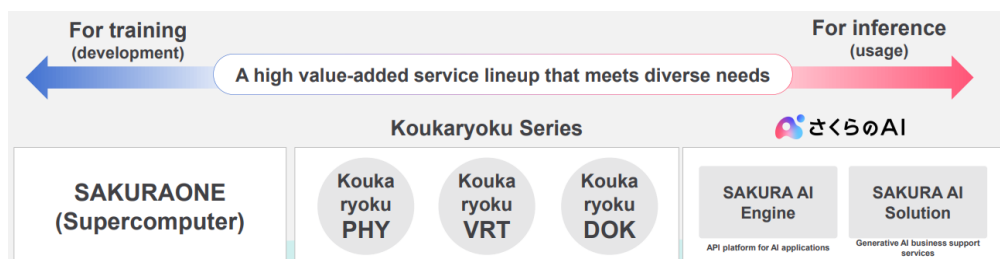 For training
(development)
For inference
(usage)
A high value-added service lineup that meets diverse needs
Koukaryoku Series
さくらのAI
SAKURAONE
(Supercomputer)
Kouka
ryoku
PHY
Kouka
ryoku
VRT
Kouka
ryoku
DOK
SAKURA AI
Engine
API platform for AI applications
SAKURA AI
Solution
Generative AI business support
services